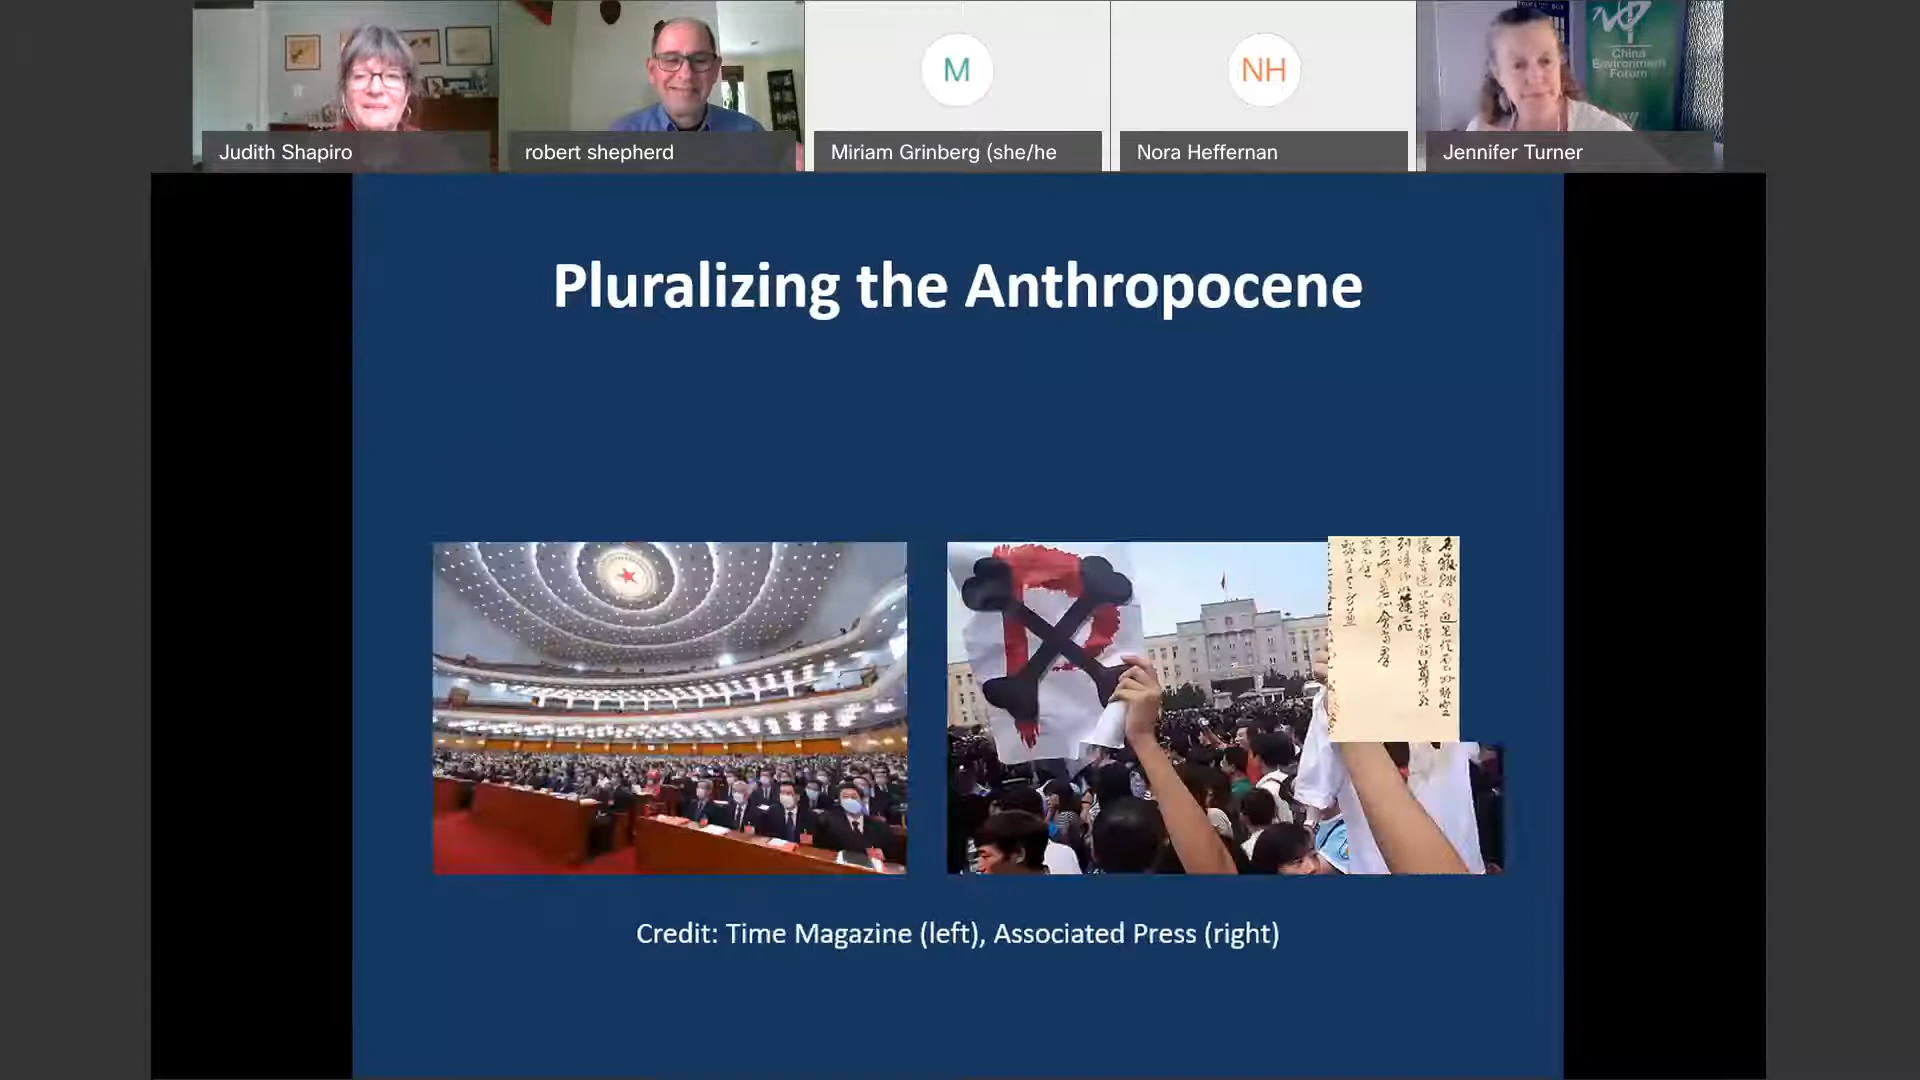 China
Environment
Forum
Judith Shapiro
robert shepherd
M
Miriam Grinberg (she/he
NH
Nora Heffernan
Jennifer Turner
Pluralizing the Anthropocene
Credit: Time Magazine (left), Associated Press (right)